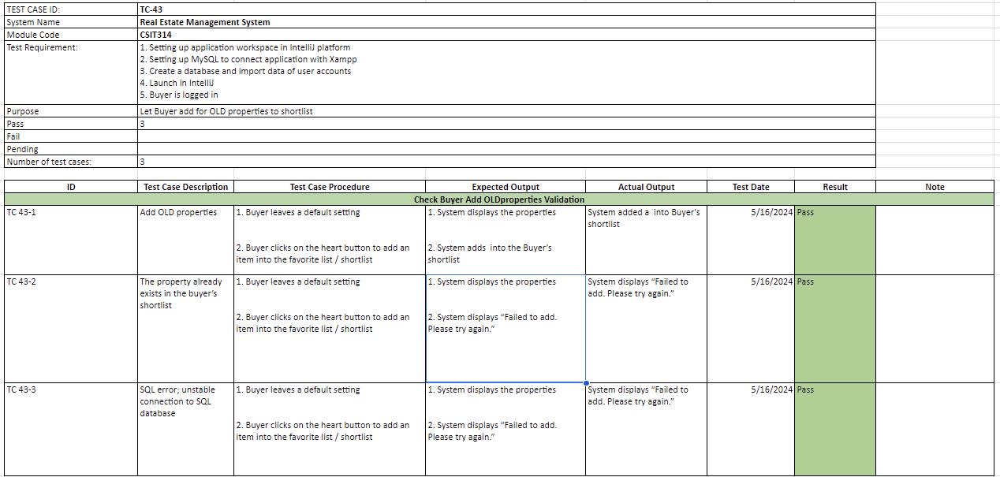 TEST CASE ID: TC-43
System Name Real Estate Management System
Module Code CSIT314
Test Requirement: 1. Setting up application workspace in IntelliJ platform
2. Setting up MySQL to connect application with Xampp
3. Create a database and import data of user accounts
4. Launch in IntelliJ
5. Buyer is logged in
Purpose Let Buyer add for OLD properties to shortlist
Pass 3
Fail
Pending
Number of test cases: 3
ID Test Case Description Test Case Procedure Expected Output Actual Output Test Date Result Note
Check Buyer Add OLDproperties Validation
TC 43-1 Add OLD properties 1. Buyer leaves a default setting 1. System displays the properties System added a  into Buyer's 5/16/2024 Pass
shortlist
2. Buyer clicks on the heart button to add an 2. System adds  into the Buyer's
item into the favorite list / shortlist shortlist
TC 43-2 The property already 1. Buyer leaves a default setting 1. System displays the properties System displays “Failed to 5/16/2024 Pass
exists in the buyer's add. Please try again.”
shortlist
2. Buyer clicks on the heart button to add an 2. System displays “Failed to add.
item into the favorite list / shortlist Please try again.”
TC 43-3 SQL error; unstable 1. Buyer leaves a default setting 1. System displays the properties System displays “Failed to 5/16/2024 Pass
connection to SQL add. Please try again.”
database
2. Buyer clicks on the heart button to add an 2. System displays “Failed to add.
item into the favorite list / shortlist Please try again.”